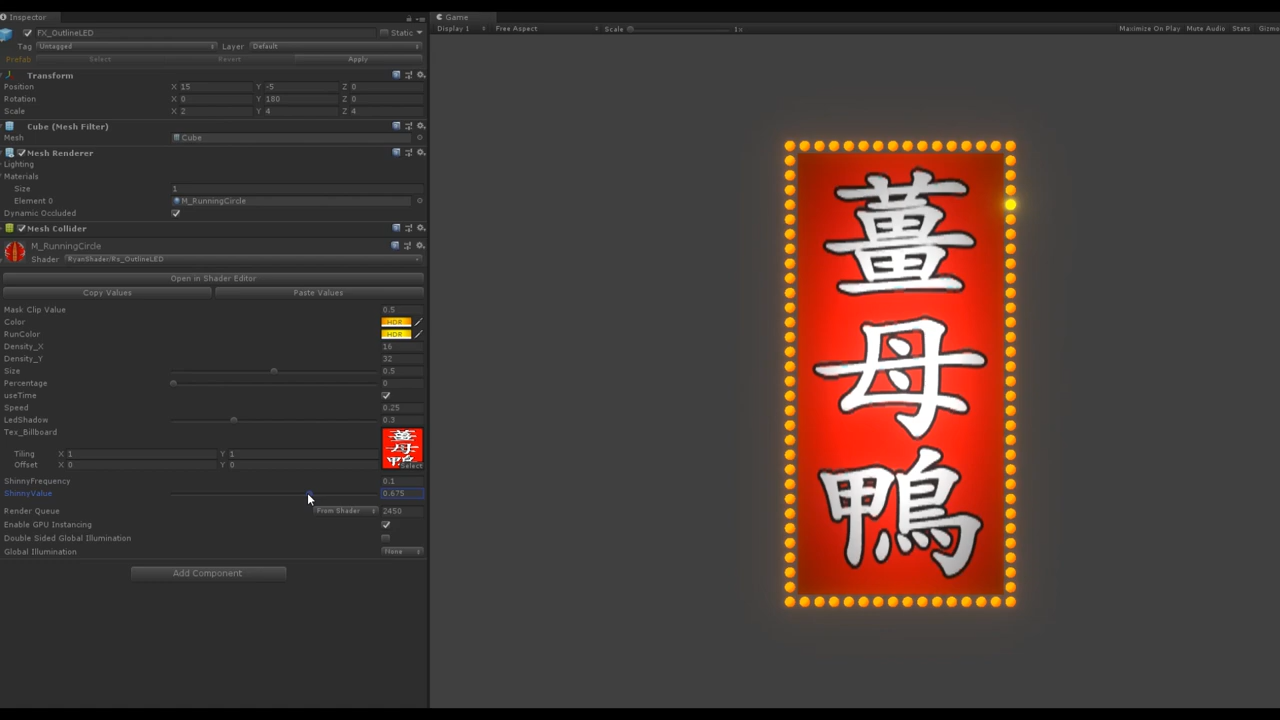 Inspector
FX_OutlineLED
Static
Tag Untagged Layer Default
Prefab Select Revert Apply
Transform
Position X 15 Y -5 Z 0
Rotation X 0 Y 180 Z 0
Scale X 2 Y 4 Z 4
Cube (Mesh Filter)
Mesh Cube
Mesh Renderer
Lighting
Materials
Size 1
Element 0 M_RunningCircle
Dynamic Occluded
Mesh Collider
M_RunningCircle
Shader RyanShader/Rs_OutlineLED
Open in Shader Editor
Copy Values Paste Values
Mask Clip Value 0.5
Color HDR
RunColor HDR
Density_X 16
Density_Y 32
Size 0.5
Percentage 0
useTime
Speed 0.25
LedShadow 0.3
Tex_Billboard
Tiling X 1 Y 1
Offset X 0 Y 0
Select
ShinnyFrequency 0.1
ShinnyValue 0.675
Render Queue From Shader 2450
Enable GPU Instancing
Double Sided Global Illumination
Global Illumination None
Add Component
Game
Display 1 Free Aspect Scale 1x Maximize On Play Mute Audio Stats Gizmo
薑
母
鴨